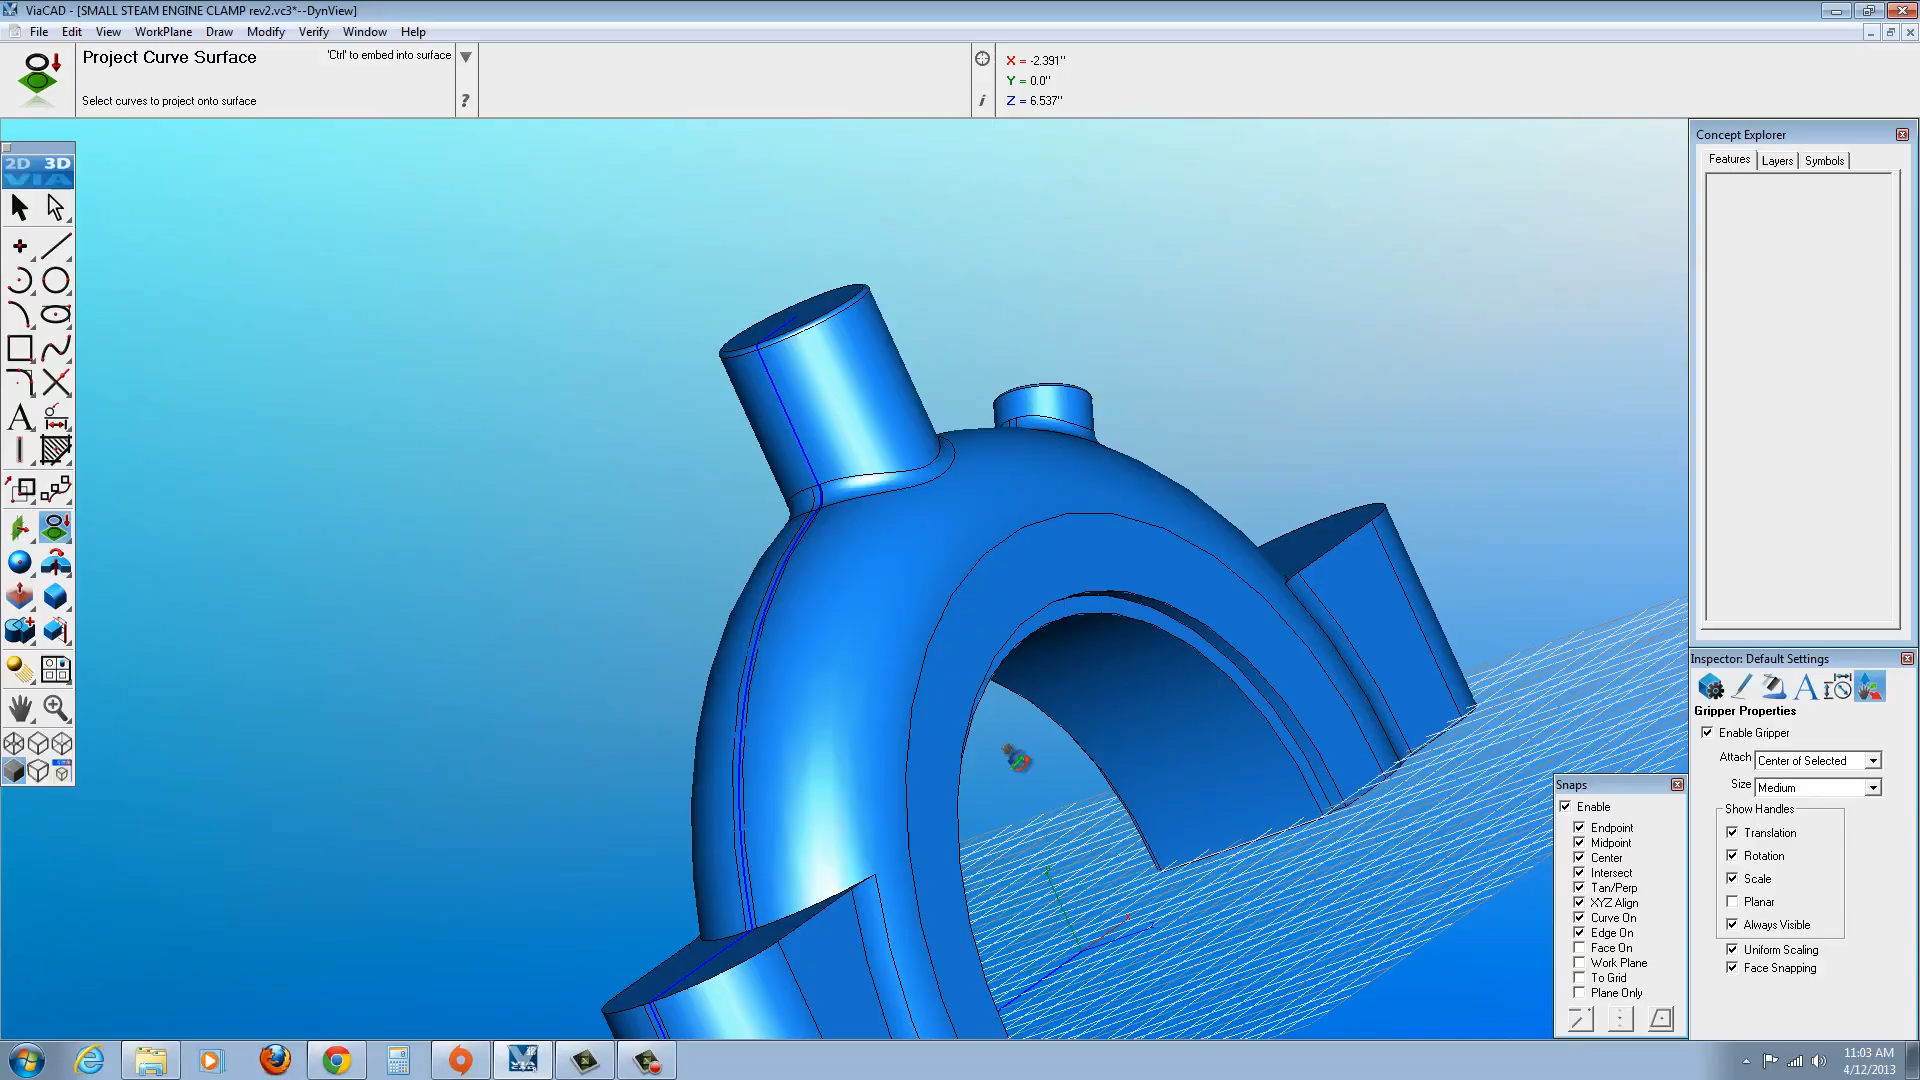 ViaCAD - [SMALL STEAM ENGINE CLAMP rev2.vc3*--DynView]
File Edit View WorkPlane Draw Modify Verify Window Help
Project Curve Surface 'Ctrl' to embed into surface
Select curves to project onto surface
?
i
X = -2.391"
Y = 0.0"
Z = 6.537"
2D 3D
VIA
A
Concept Explorer
Features Layers Symbols
Inspector: Default Settings
A
Gripper Properties
Enable Gripper
Attach Center of Selected
Size Medium
Show Handles
Translation
Rotation
Scale
Planar
Always Visible
Uniform Scaling
Face Snapping
Snaps
Enable
Endpoint
Midpoint
Center
Intersect
Tan/Perp
XYZ Align
Curve On
Edge On
Face On
Work Plane
To Grid
Plane Only
11:03 AM
4/12/2013